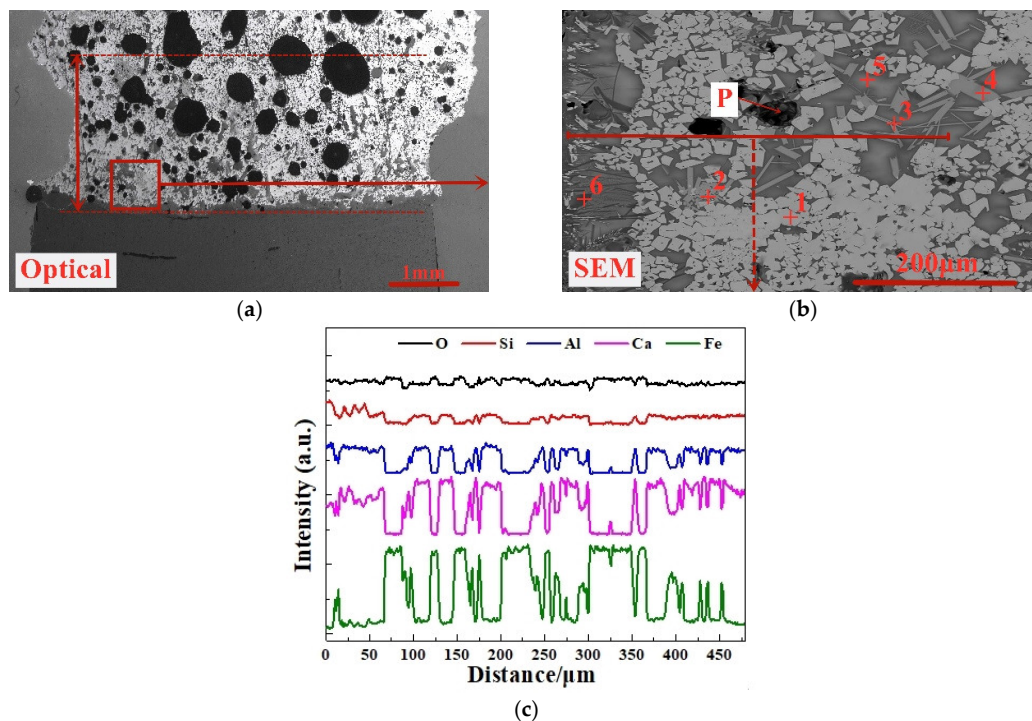 Optical
1mm
(a)
P
5
4
3
6
2
1
SEM
200µm
(b)
O Si Al Ca Fe
Intensity (a.u.)
0 50 100 150 200 250 300 350 400 450
Distance/µm
(c)